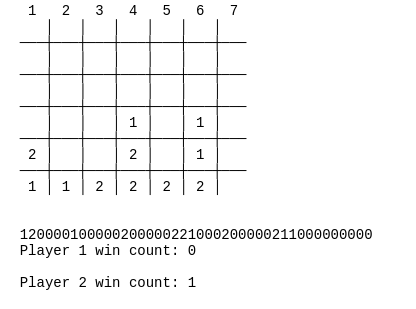 1 2 3 4 5 6 7
1 1
2 2 1
1 1 2 2 2 2
120000100000200000221000200000211000000000
Player 1 win count: 0
Player 2 win count: 1